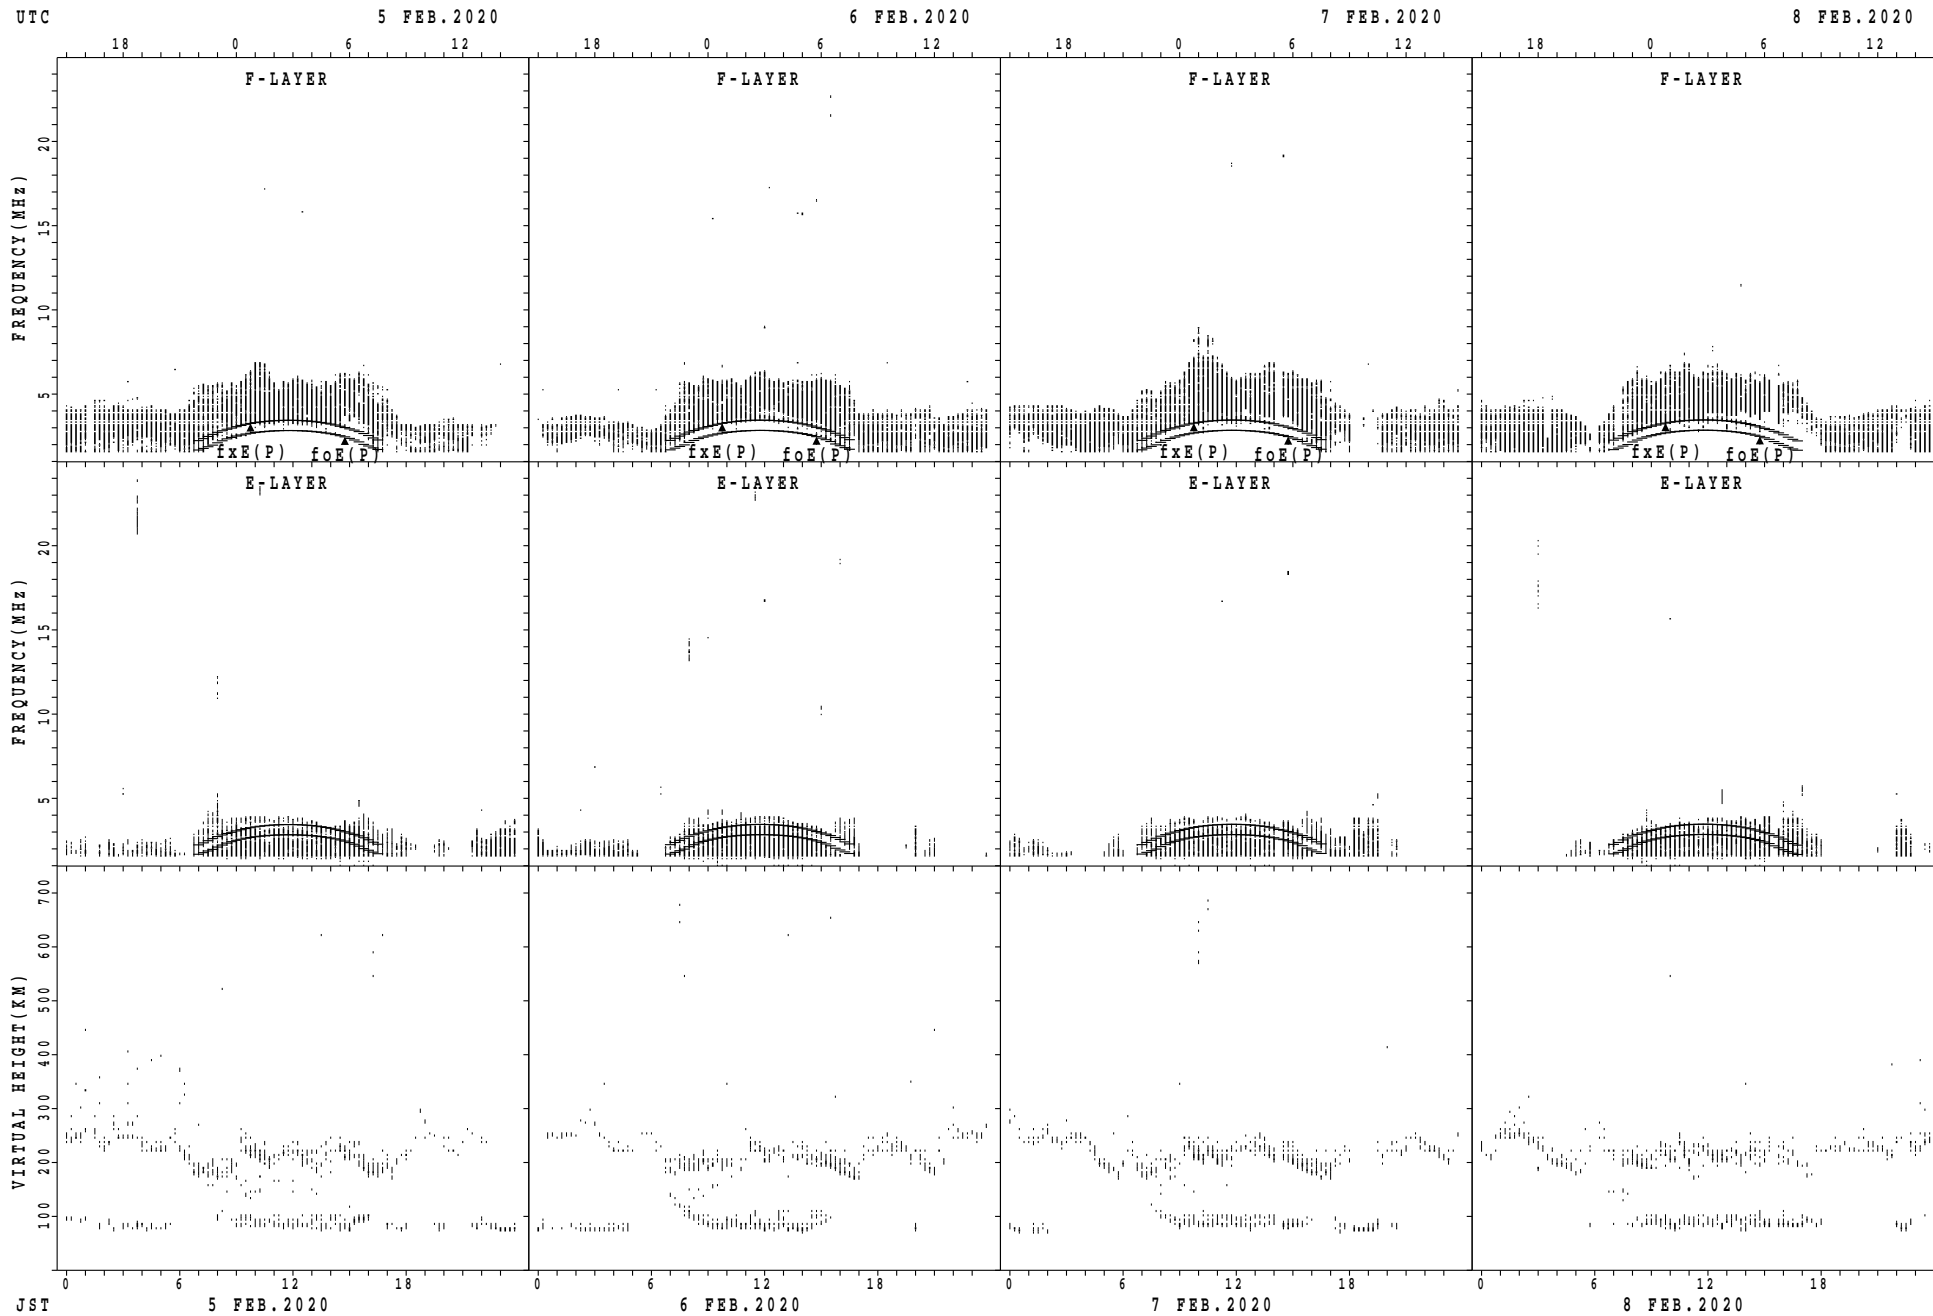 UTC 5 FEB.2020 6 FEB.2020 7 FEB.2020 8 FEB.2020
18 0 6 12 18 0 6 12 18 0 6 12 18 0 6 12
F-LAYER F-LAYER F-LAYER F-LAYER
FREQUENCY(MHz)
20
15
10
5
fxE(P) foE(P) fxE(P) foE(P) fxE(P) foE(P) fxE(P) foE(P)
E-LAYER E-LAYER E-LAYER E-LAYER
FREQUENCY(MHz)
20
15
10
5
VIRTUAL HEIGHT(KM)
700
600
500
400
300
200
100
0 6 12 18 0 6 12 18 0 6 12 18 0 6 12 18
JST 5 FEB.2020 6 FEB.2020 7 FEB.2020 8 FEB.2020